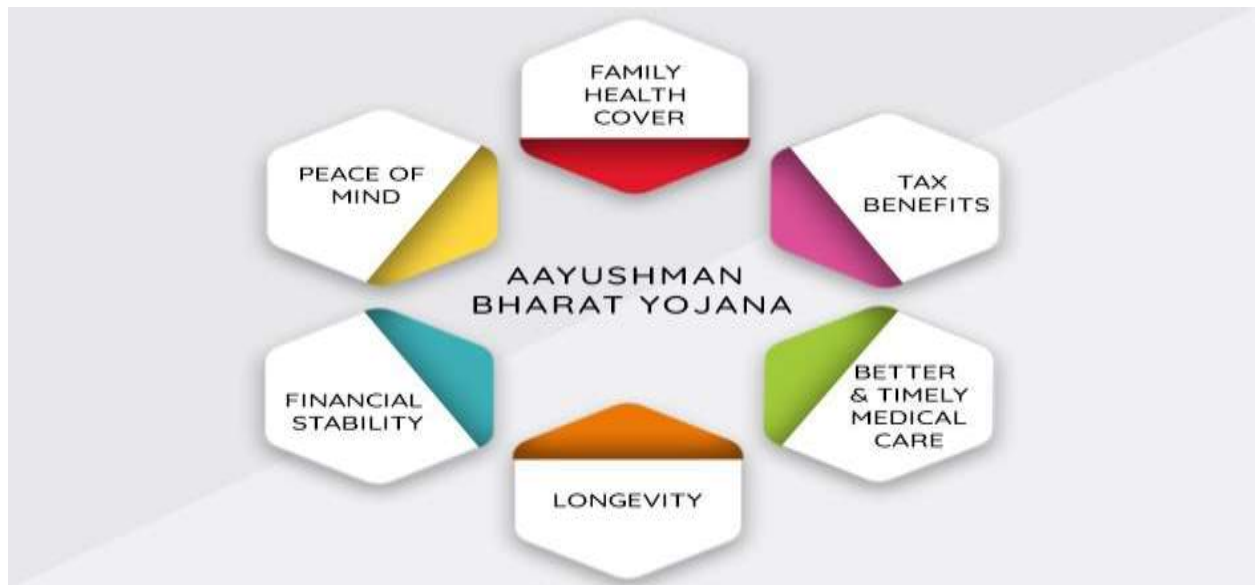 FAMILY
HEALTH
COVER
TAX
BENEFITS
BETTER
& TIMELY
MEDICAL
CARE
LONGEVITY
FINANCIAL
STABILITY
PEACE OF
MIND
AAYUSHMAN
BHARAT YOJANA